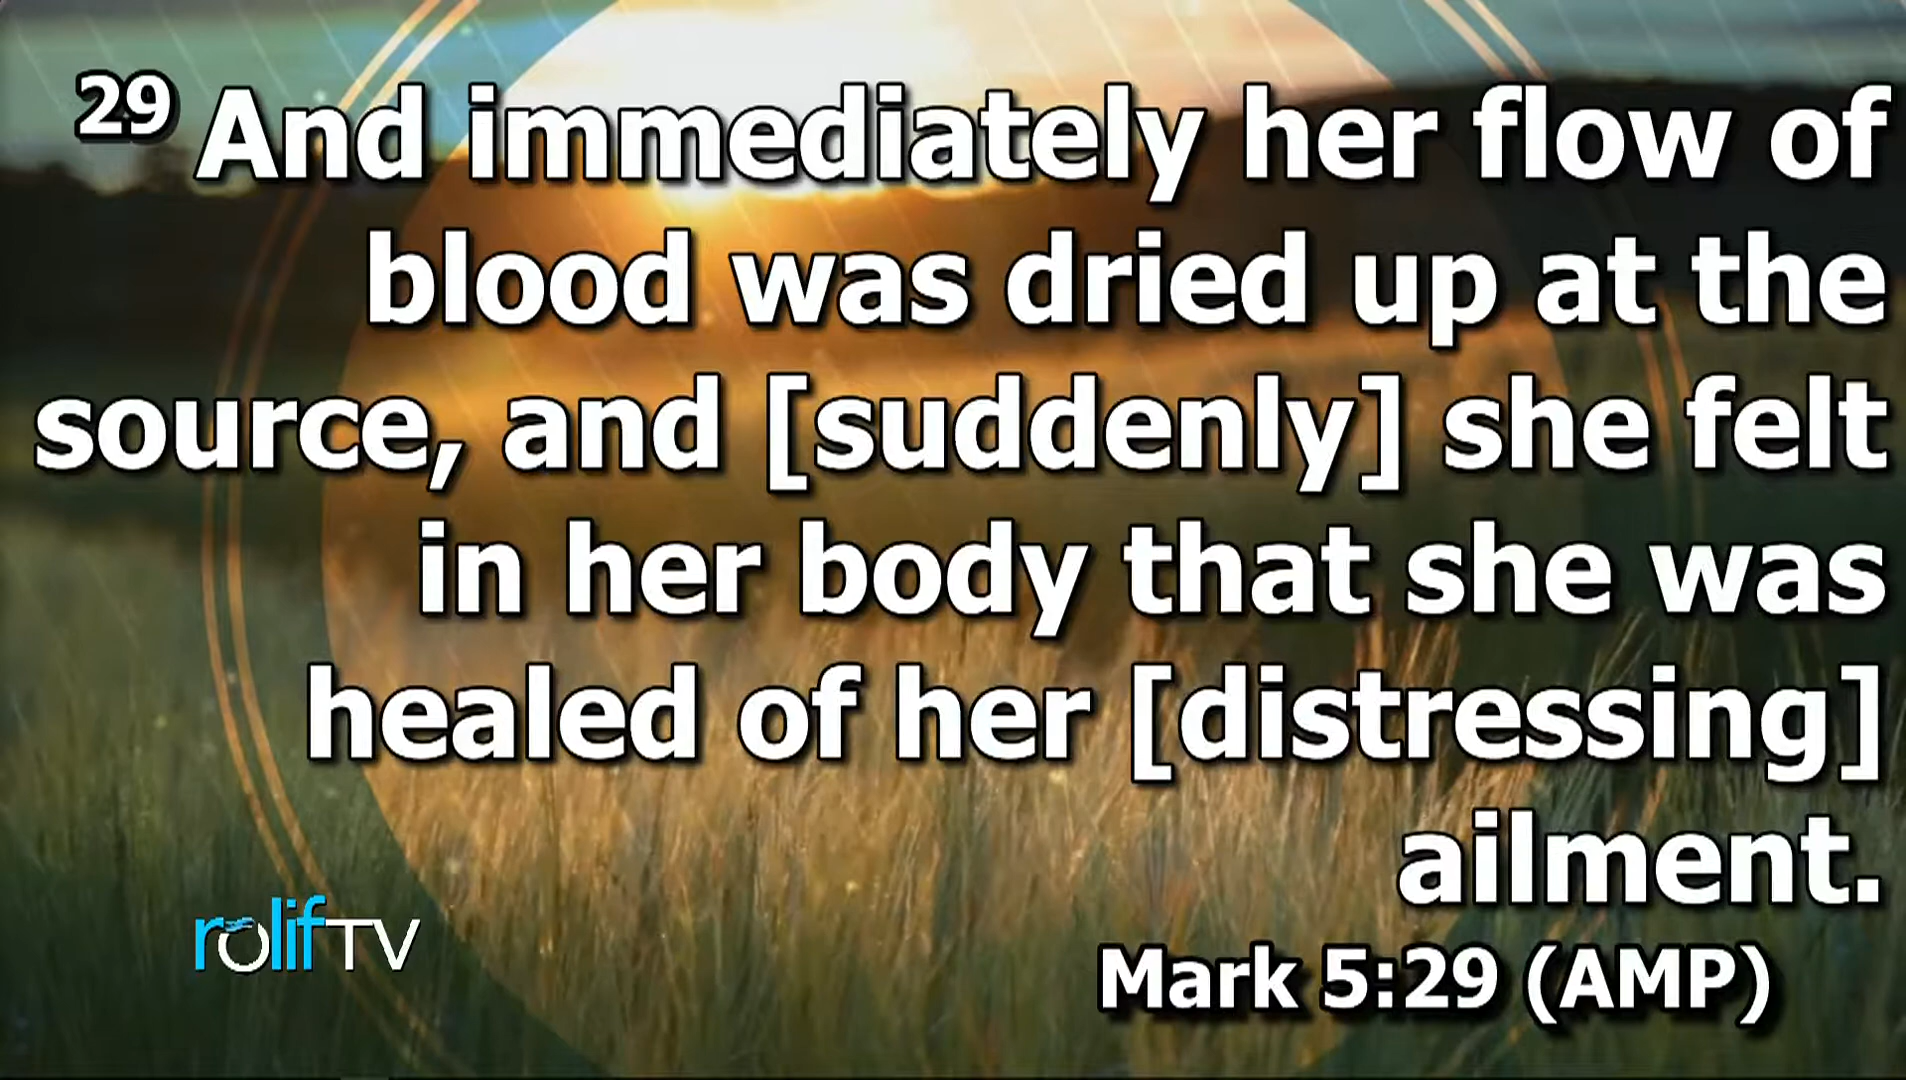 29 And immediately her flow of
blood was dried up at the
source, and [suddenly] she felt
in her body that she was
healed of her [distressing]
ailment.
Mark 5:29 (AMP)
rolifTV